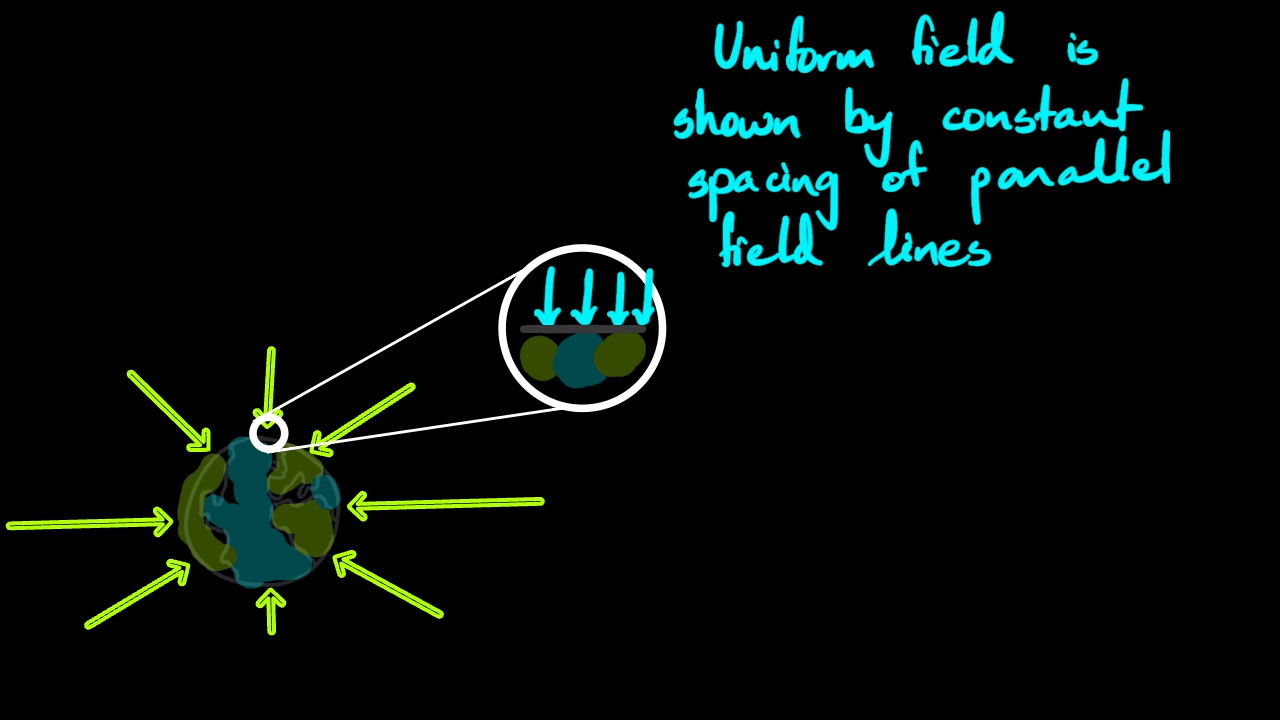 Uniform field is
shown by constant
spacing of parallel
field lines